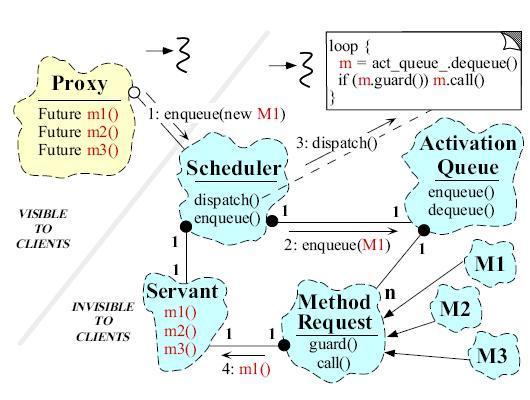 loop {
m = act_queue_.dequeue()
if (m.guard()) m.call()
}
Proxy
Future m1()
Future m2()
Future m3()
1: enqueue(new M1)
3: dispatch()
Scheduler
dispatch()
enqueue()
Activation
Queue
enqueue()
dequeue()
VISIBLE
TO
CLIENTS
1
1
2: enqueue(M1)
1
1
1
n
INVISIBLE
TO
CLIENTS
Servant
m1()
m2()
m3()
1
1
4: m1()
Method
Request
guard()
call()
M1
M2
M3